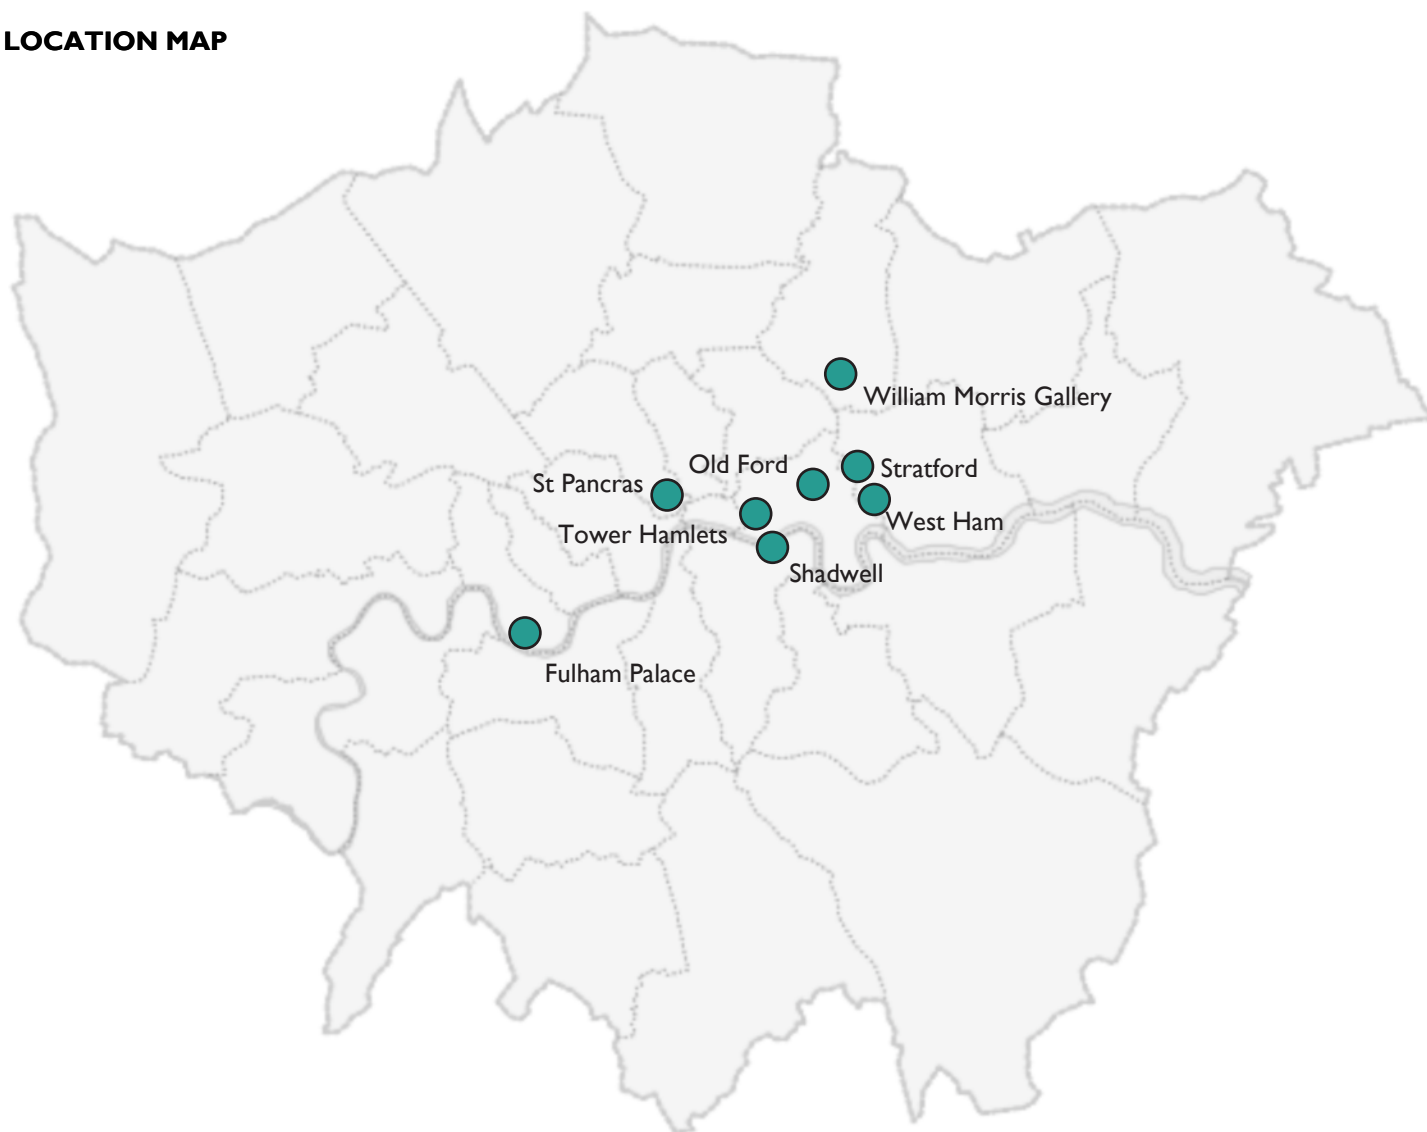 LOCATION MAP
William Morris Gallery
Old Ford
Stratford
St Pancras
West Ham
Tower Hamlets
Shadwell
Fulham Palace